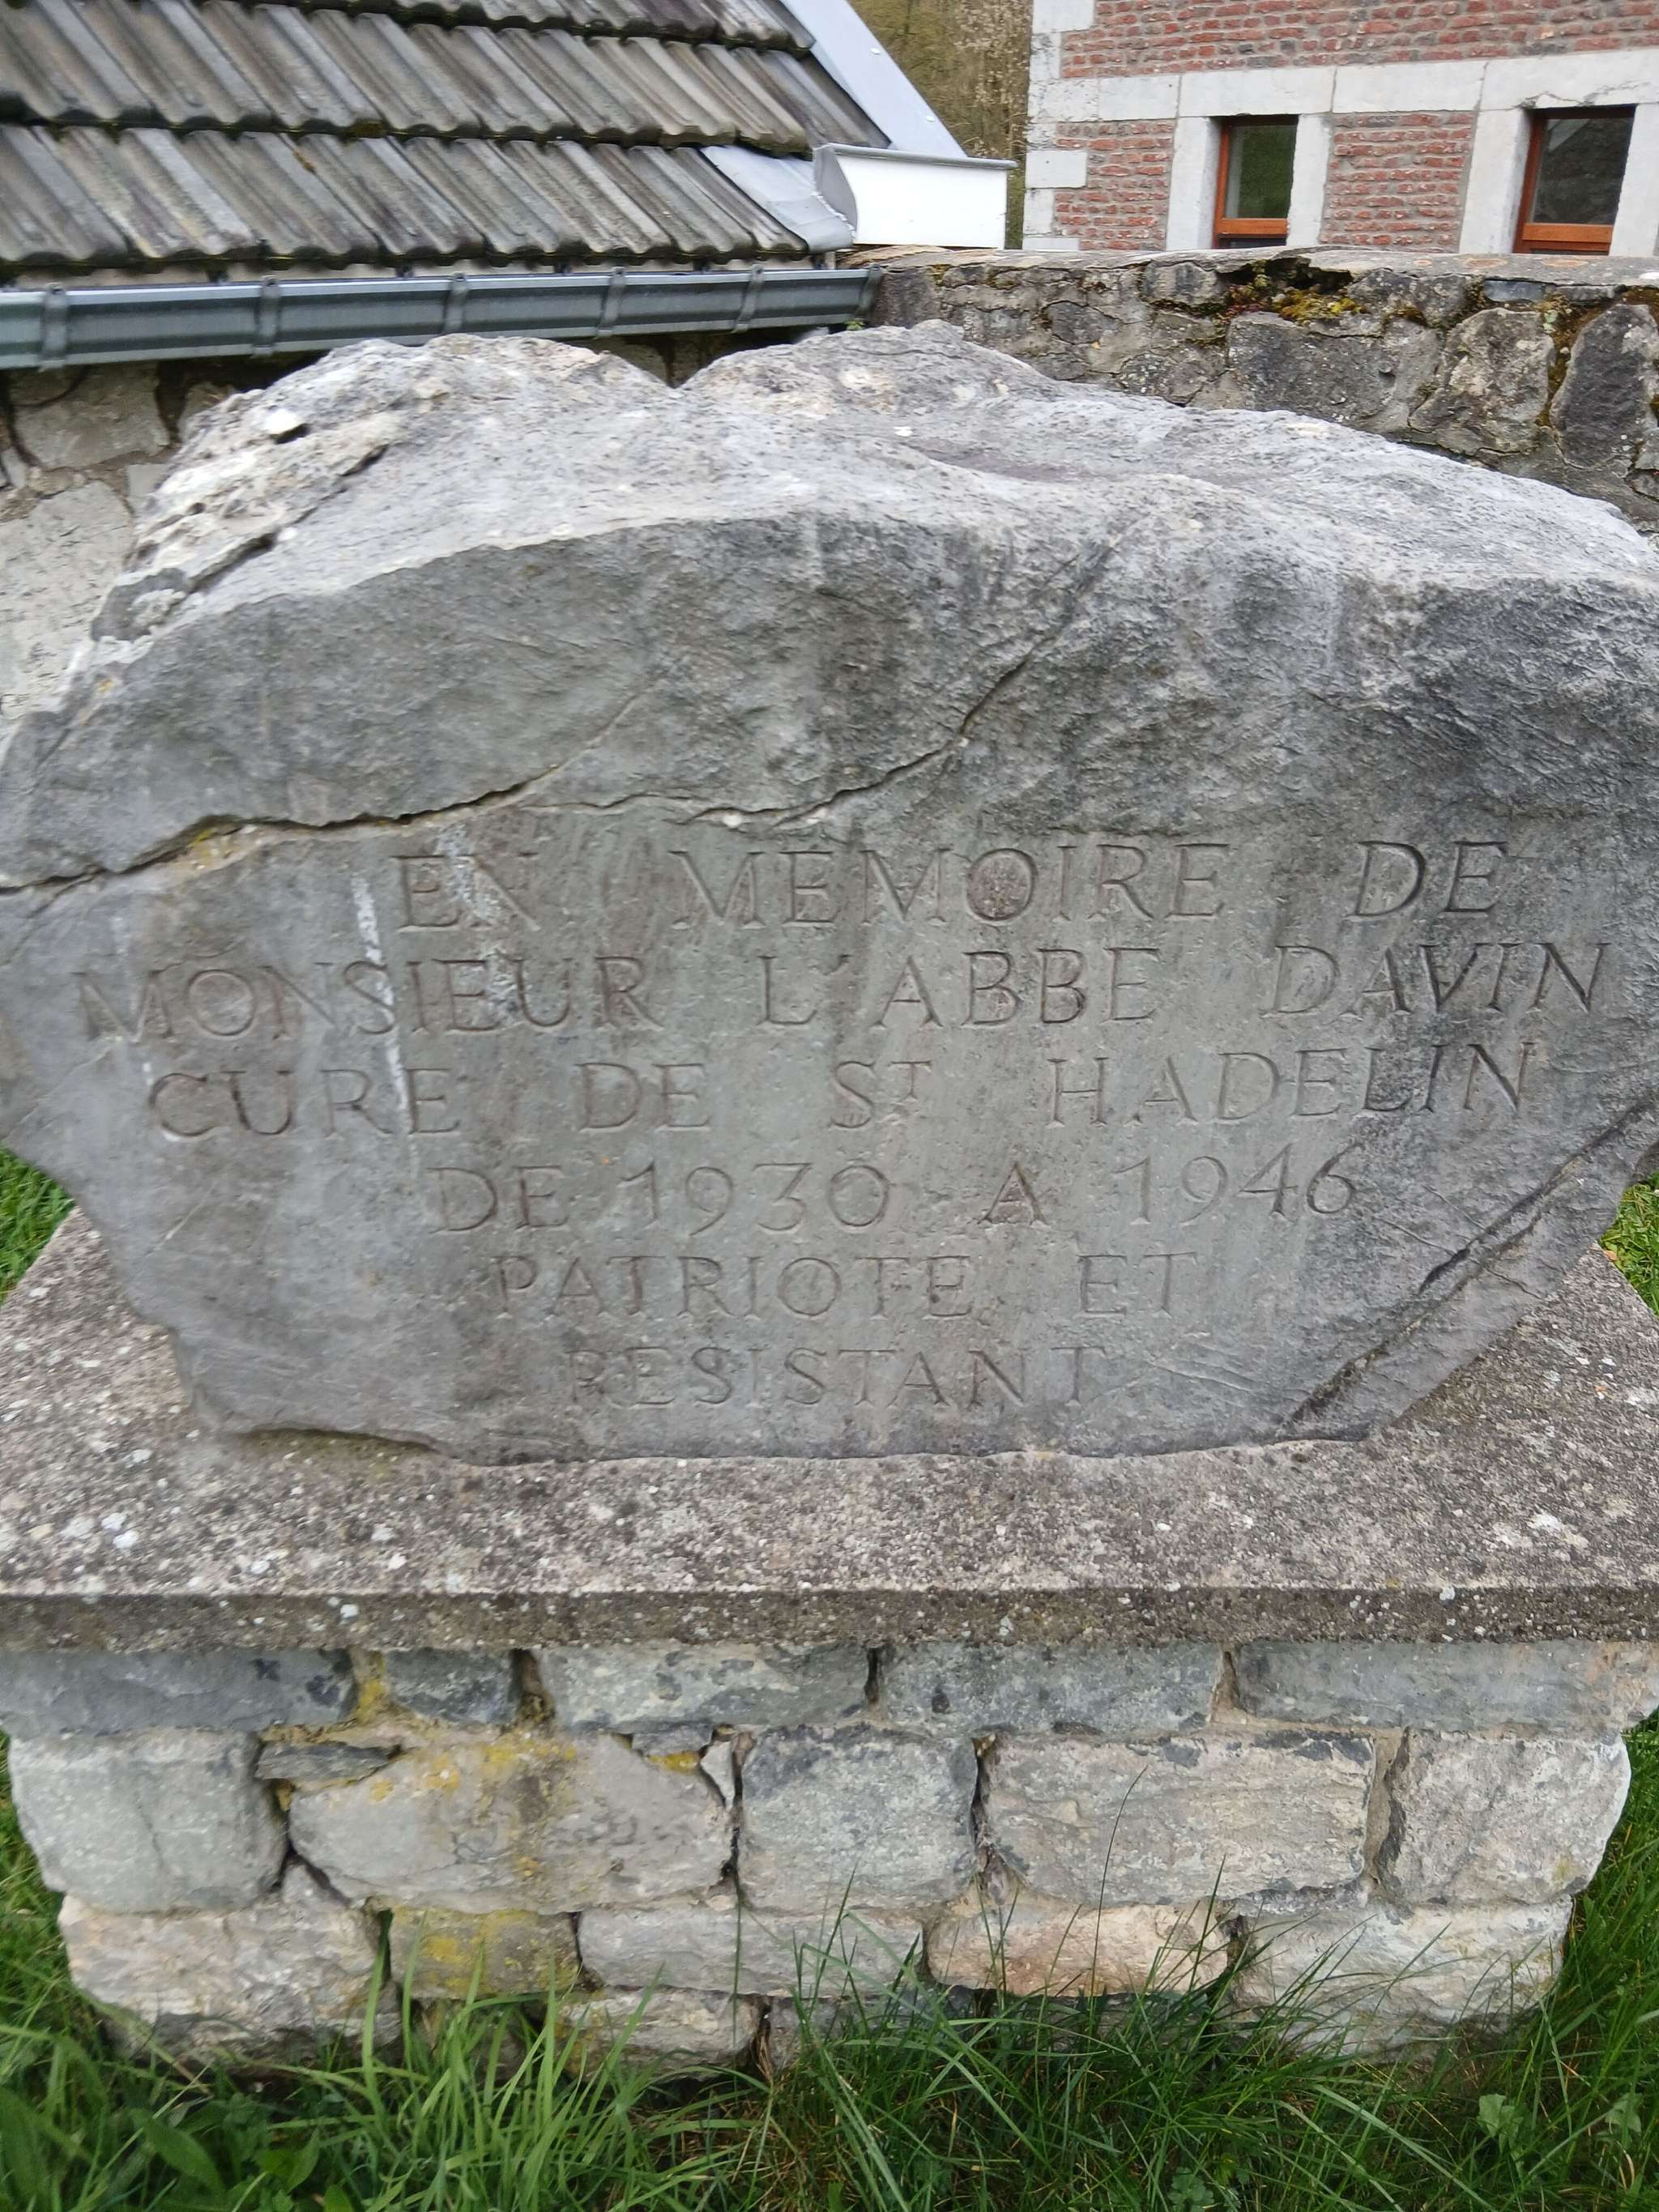 EN MEMOIRE DE
MONSIEUR L'ABBE DAVIN
CURE DE ST HADELIN
DE 1930 A 1946
PATRIOTE ET
RESISTANT